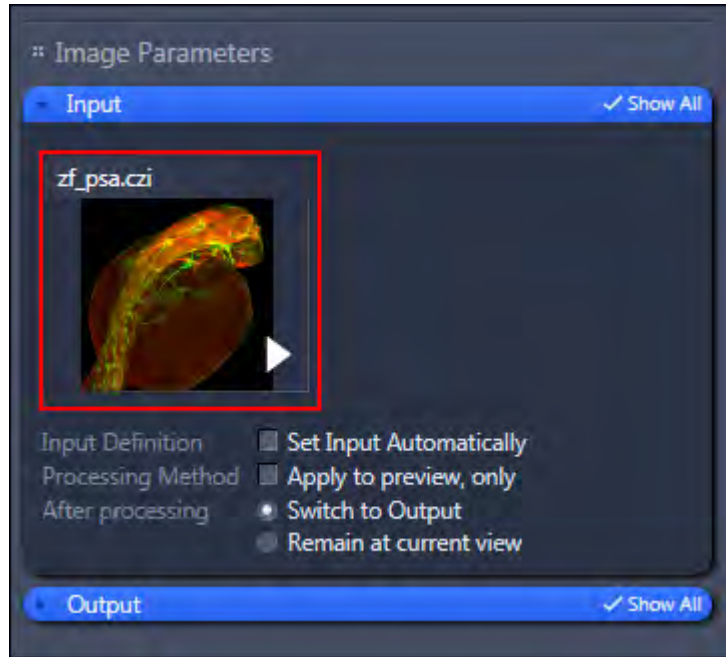 Image Parameters
Input Show All
zf_psa.czi
Input Definition Set Input Automatically
Processing Method Apply to preview, only
After processing Switch to Output
Remain at current view
Output Show All